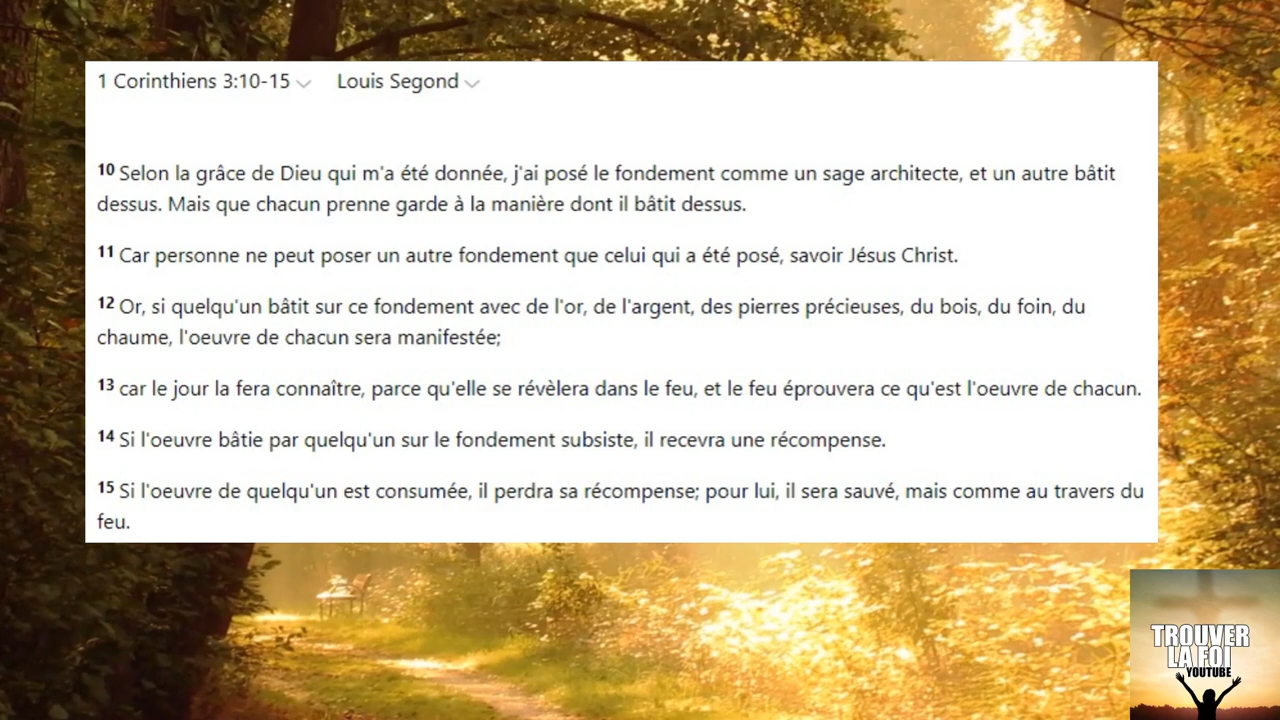 1 Corinthiens 3:10-15 Louis Segond
10 Selon la grâce de Dieu qui m'a été donnée, j'ai posé le fondement comme un sage architecte, et un autre bâtit
dessus. Mais que chacun prenne garde à la manière dont il bâtit dessus.
11 Car personne ne peut poser un autre fondement que celui qui a été posé, savoir Jésus Christ.
12 Or, si quelqu'un bâtit sur ce fondement avec de l'or, de l'argent, des pierres précieuses, du bois, du foin, du
chaume, l'oeuvre de chacun sera manifestée;
13 car le jour la fera connaître, parce qu'elle se révèlera dans le feu, et le feu éprouvera ce qu'est l'oeuvre de chacun.
14 Si l'oeuvre bâtie par quelqu'un sur le fondement subsiste, il recevra une récompense.
15 Si l'oeuvre de quelqu'un est consumée, il perdra sa récompense; pour lui, il sera sauvé, mais comme au travers du
feu.
TROUVER
LA FOI
YOUTUBE